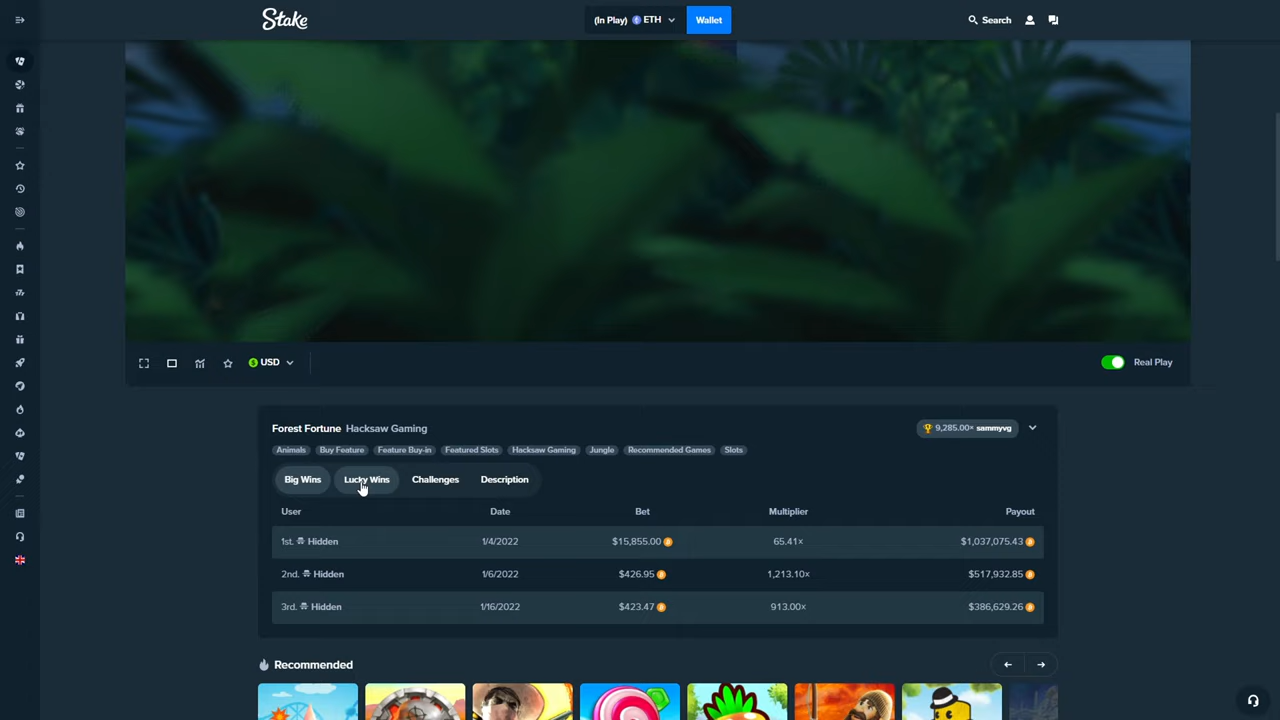 Stake
(In Play) ETH
Wallet
Search
USD
Real Play
Forest Fortune Hacksaw Gaming
9,285.00× sammyvg
Animals Buy Feature Feature Buy-in Featured Slots Hacksaw Gaming Jungle Recommended Games Slots
Big Wins Lucky Wins Challenges Description
User Date Bet Multiplier Payout
1st. Hidden 1/4/2022 $15,855.00 65.41× $1,037,075.43
2nd. Hidden 1/6/2022 $426.95 1,213.10× $517,932.85
3rd. Hidden 1/16/2022 $423.47 913.00× $386,629.26
Recommended